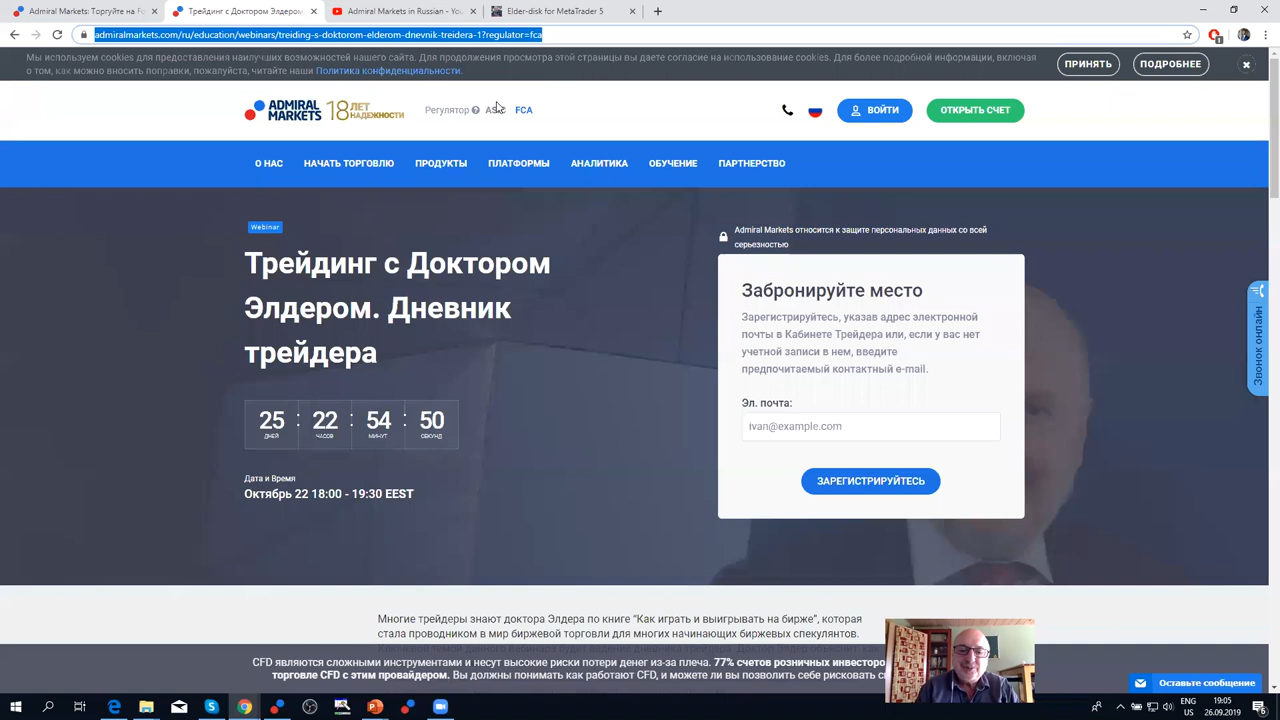 Admiral Markets: Торгуйте на Fo
Трейдинг с Доктором Элдером
Admiral Markets in Russian - You
Elder-disk for MetaTrader 5
admiralmarkets.com/ru/education/webinars/treiding-s-doktorom-elderom-dnevnik-treidera-1?regulator=fca
Мы используем cookies для предоставления наилучших возможностей нашего сайта. Для продолжения просмотра этой страницы вы даете согласие на использование cookies. Для более подробной информации, включая
о том, как можно вносить поправки, пожалуйста, читайте наши Политика конфиденциальности.
ПРИНЯТЬ
ПОДРОБНЕЕ
ADMIRAL MARKETS
18 ЛЕТ НАДЕЖНОСТИ
Регулятор
FCA
ВОЙТИ
ОТКРЫТЬ СЧЕТ
О НАС
НАЧАТЬ ТОРГОВЛЮ
ПРОДУКТЫ
ПЛАТФОРМЫ
АНАЛИТИКА
ОБУЧЕНИЕ
ПАРТНЕРСТВО
Webinar
Трейдинг с Доктором
Элдером. Дневник
трейдера
25 : 22 : 54 : 50
ДНЕЙ ЧАСОВ МИНУТ СЕКУНД
Дата и Время
Октябрь 22 18:00 - 19:30 EEST
Admiral Markets относится к защите персональных данных со всей
серьезностью
Забронируйте место
Зарегистрируйтесь, указав адрес электронной
почты в Кабинете Трейдера или, если у вас нет
учетной записи в нем, введите
предпочитаемый контактный e-mail.
Эл. почта:
ivan@example.com
ЗАРЕГИСТРИРУЙТЕСЬ
Звонок онлайн
Многие трейдеры знают доктора Элдера по книге “Как играть и выигрывать на бирже”, которая
стала проводником в мир биржевой торговли для многих начинающих биржевых спекулянтов.
CFD являются сложными инструментами и несут высокие риски потери денег из-за плеча. 77% счетов розничных инвесторо
торговле CFD с этим провайдером. Вы должны понимать как работают CFD, и можете ли вы позволить себе рисковать
Оставьте сообщение
ENG
US
19:05
26.09.2019